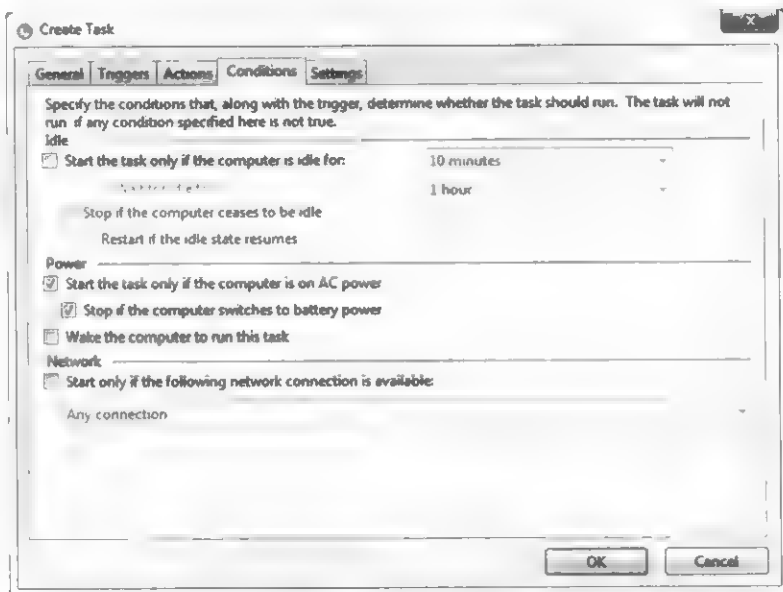 Create Task
General Triggers Actions Conditions Settings
Specify the conditions that, along with the trigger, determine whether the task should run. The task will not
run if any condition specified here is not true.
Idle
Start the task only if the computer is idle for: 10 minutes
1 hour
Stop if the computer ceases to be idle
Restart if the idle state resumes
Power
Start the task only if the computer is on AC power
Stop if the computer switches to battery power
Wake the computer to run this task
Network
Start only if the following network connection is available:
Any connection
OK Cancel